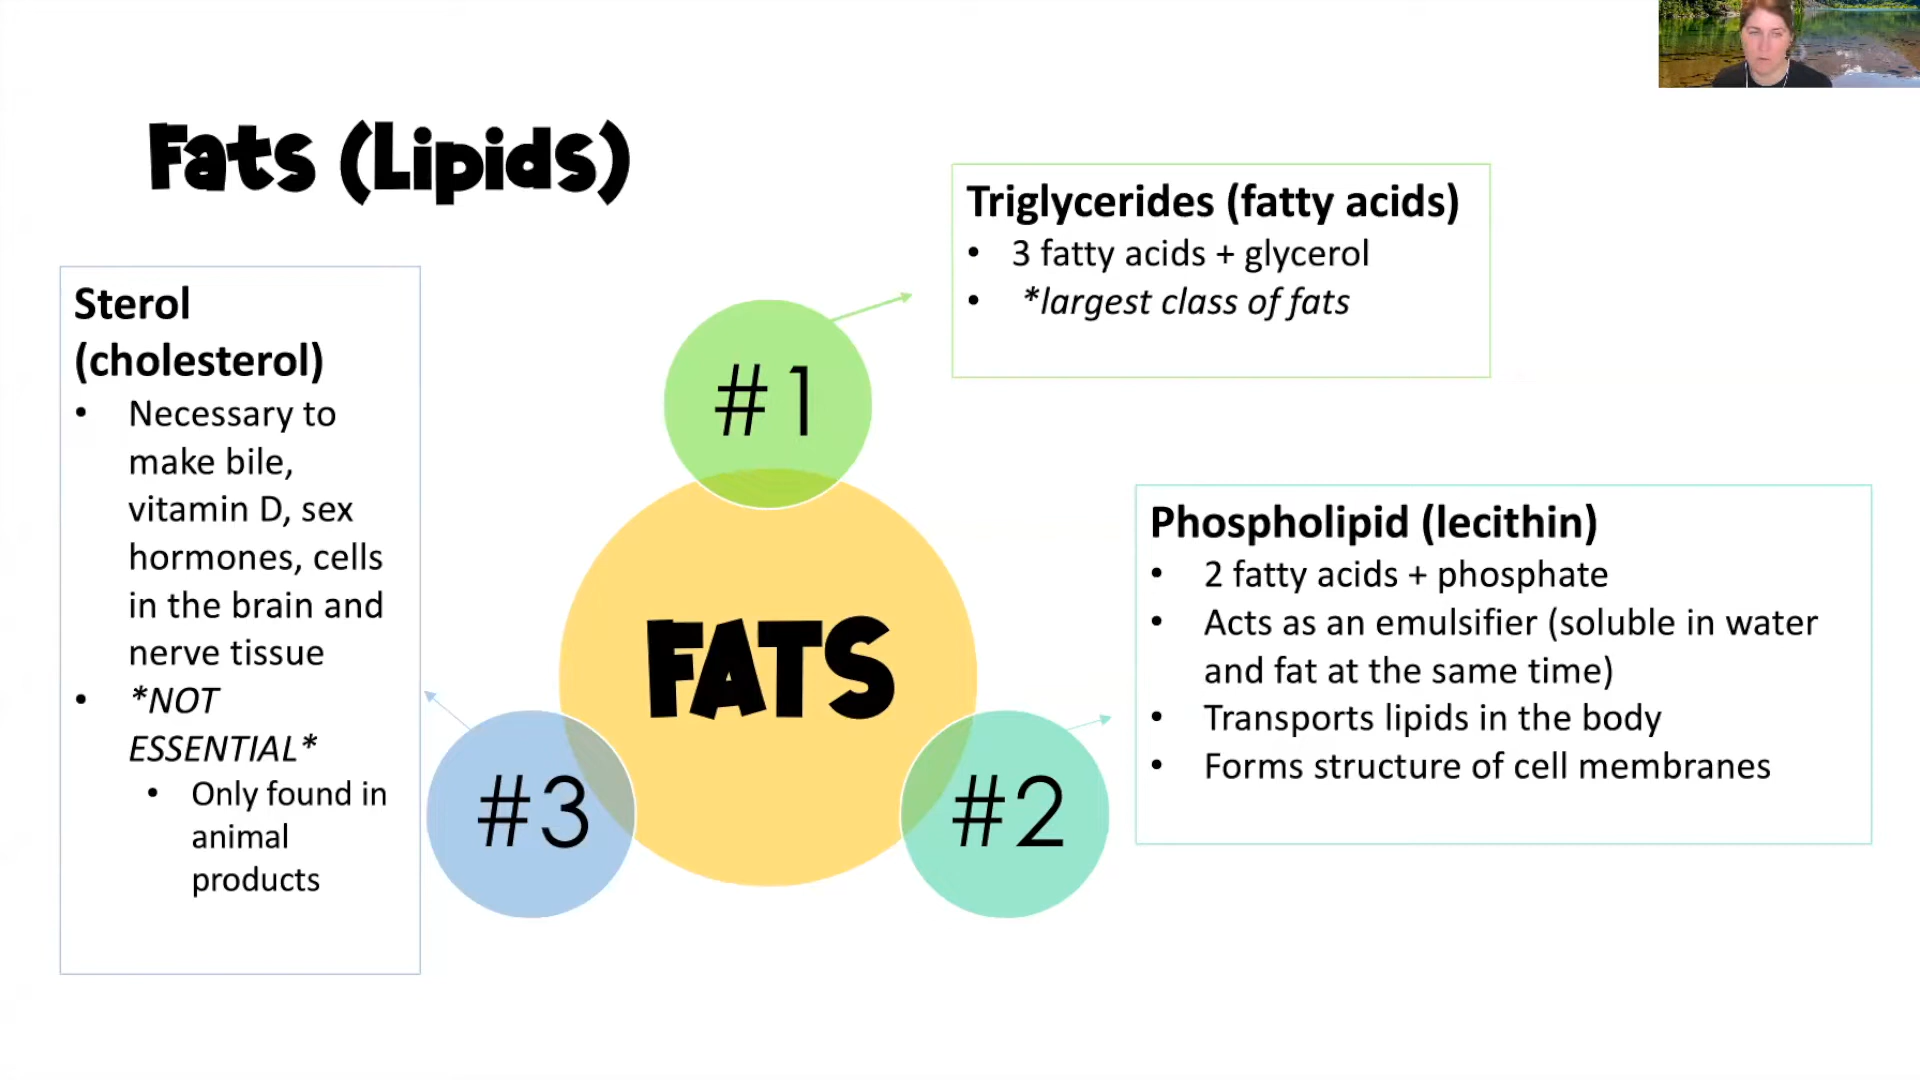 Fats (Lipids)
Triglycerides (fatty acids)
• 3 fatty acids + glycerol
• *largest class of fats
#1
Sterol
(cholesterol)
• Necessary to
make bile,
vitamin D, sex
hormones, cells
in the brain and
nerve tissue
• *NOT
ESSENTIAL*
• Only found in
animal
products
FATS
#3
#2
Phospholipid (lecithin)
• 2 fatty acids + phosphate
• Acts as an emulsifier (soluble in water
and fat at the same time)
• Transports lipids in the body
• Forms structure of cell membranes